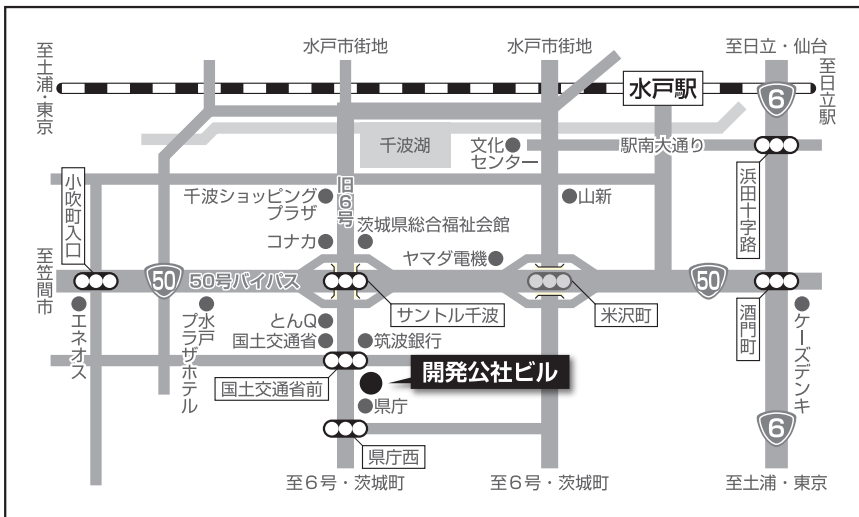 水戸市街地
水戸市街地
至日立・仙台
至土浦・東京
至日立駅
水戸駅
6
千波湖
文化
センター
駅南大通り
小吹町入口
千波ショッピング
プラザ
旧6号
山新
浜田十字路
茨城県総合福祉会館
コナカ
ヤマダ電機
至笠間市
50
50号バイパス
50
サントル千波
米沢町
酒門町
エネオス
水戸
プラザホテル
とんQ
国土交通省
筑波銀行
ケーズデンキ
国土交通省前
開発公社ビル
県庁
6
県庁西
至6号・茨城町
至6号・茨城町
至土浦・東京